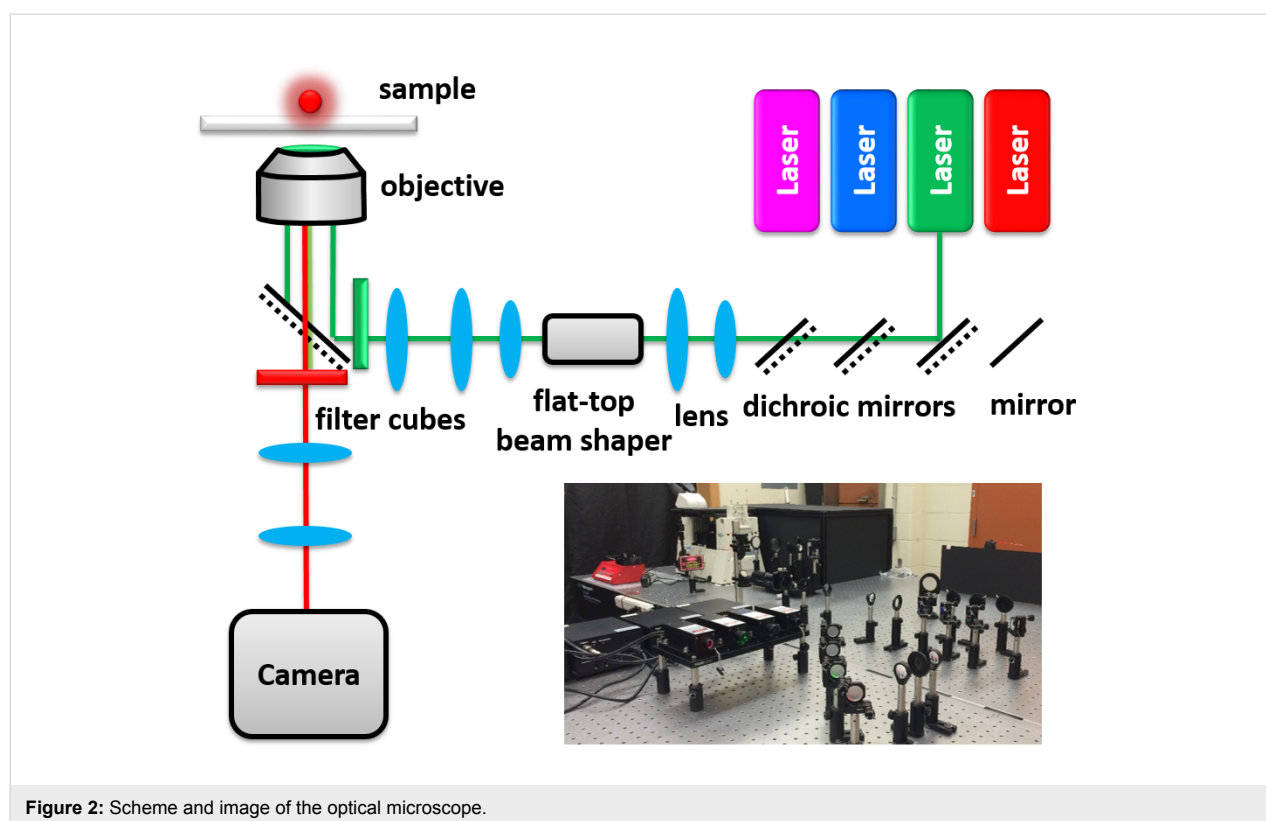 sample
objective
Laser
Laser
Laser
Laser
filter cubes
flat-top
beam shaper
lens
dichroic mirrors
mirror
Camera
Figure 2: Scheme and image of the optical microscope.